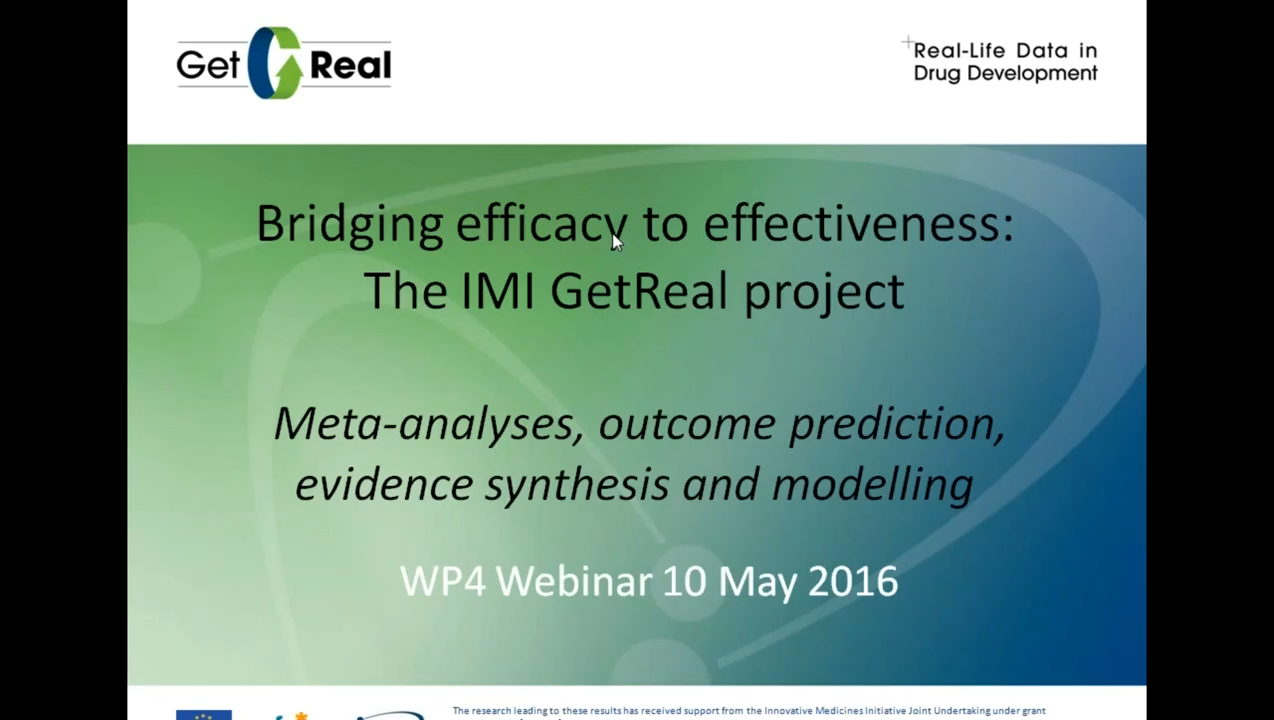 Get Real
Real-Life Data in
Drug Development
Bridging efficacy to effectiveness:
The IMI GetReal project
Meta-analyses, outcome prediction,
evidence synthesis and modelling
WP4 Webinar 10 May 2016
The research leading to these results has received support from the Innovative Medicines Initiative Joint Undertaking under grant